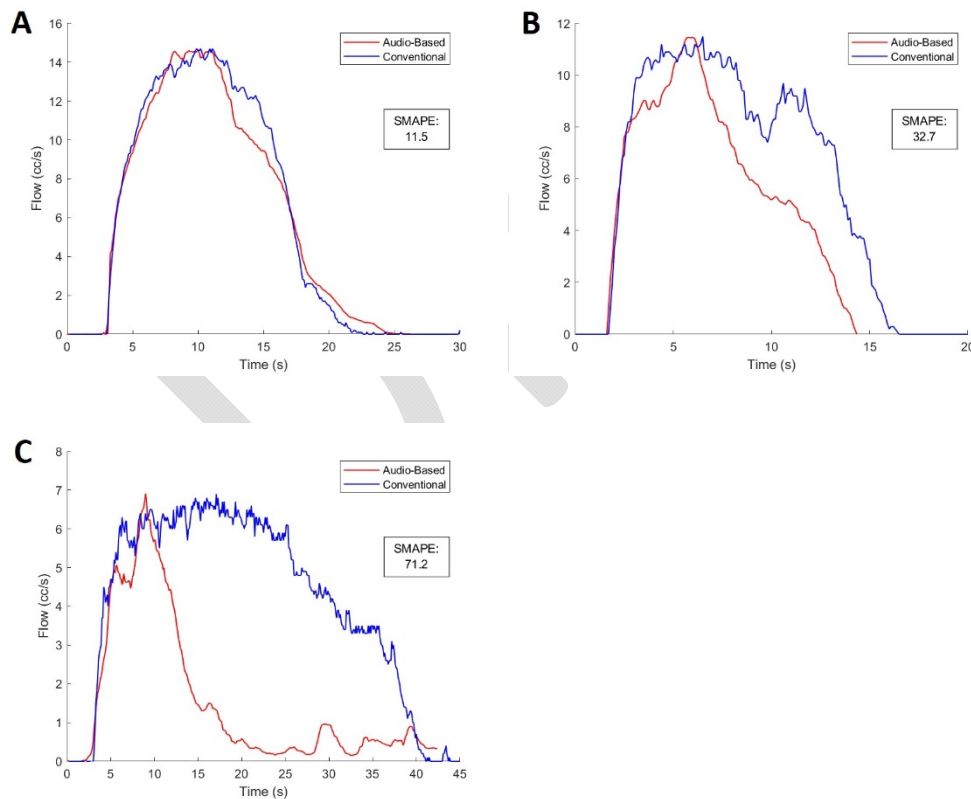 A
16
14
12
10
8
6
4
2
0
Flow (cc/s)
0 5 10 15 20 25 30
Time (s)
Audio-Based
Conventional
SMAPE:
11.5
B
12
10
8
6
4
2
0
Flow (cc/s)
0 5 10 15 20
Time (s)
Audio-Based
Conventional
SMAPE:
32.7
C
8
7
6
5
4
3
2
1
0
Flow (cc/s)
0 5 10 15 20 25 30 35 40 45
Time (s)
Audio-Based
Conventional
SMAPE:
71.2